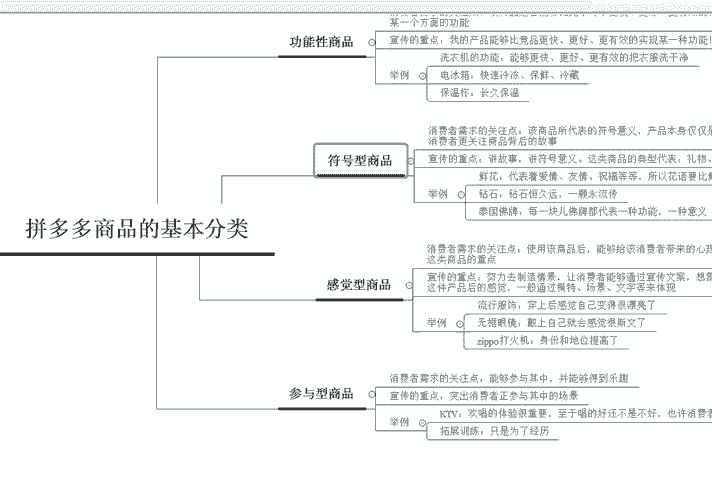 某一个方面的功能
功能性商品
宣传的重点：我的产品能够比竞品更快、更好、更有效的实现某一种功能！
洗衣机的功能：能够更快、更好、更有效的把衣服洗干净
举例
电冰箱：快速冷冻、保鲜、冷藏
保温杯：长久保温
消费者需求的关注点：该商品所代表的符号意义，产品本身仅仅是
消费者更关注商品背后的故事
符号型商品
宣传的重点：讲故事，讲符号意义。这类商品的典型代表：礼物、
鲜花：代表着爱情、友情、祝福等等，所以花语要比鲜
举例
钻石：钻石恒久远，一颗永流传
泰国佛牌：每一块儿佛牌都代表一种功能，一种意义
拼多多商品的基本分类
消费者需求的关注点：使用该商品后，能够给该消费者带来的心理
这类商品的重点
感觉型商品
宣传的重点：努力去制造情景，让消费者能够通过宣传文案，想象
这件产品后的感觉，一般通过模特、场景、文字等来体现
流行服饰：穿上后感觉自己变得很漂亮了
举例
无框眼镜：戴上自己就会感觉很斯文了
zippo打火机：身份和地位提高了
消费者需求的关注点：能够参与其中，并能够得到乐趣
参与型商品
宣传的重点：突出消费者正参与其中的场景
KTV：欢唱的体验很重要，至于唱的好还不是不好，也许消费者
举例
拓展训练：只是为了经历